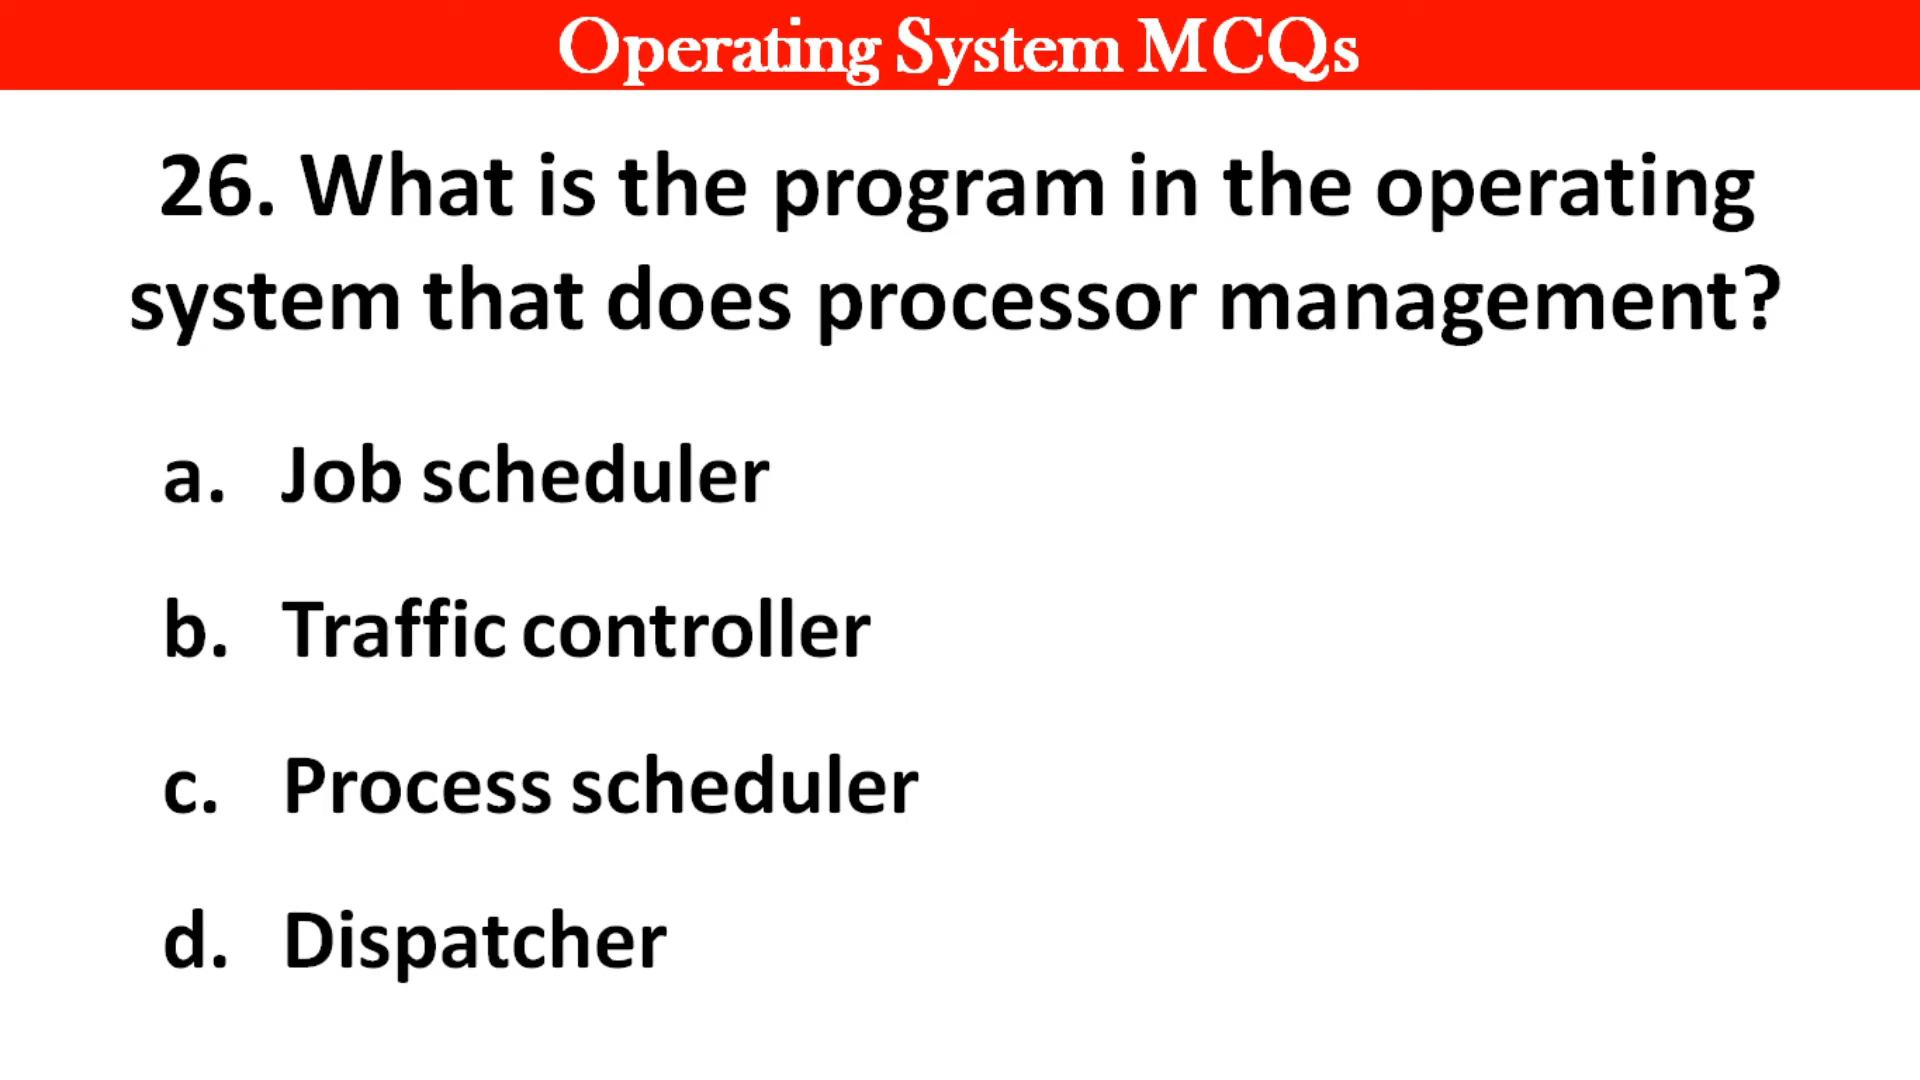 Operating System MCQs
26. What is the program in the operating
system that does processor management?
a. Job scheduler
b. Traffic controller
c. Process scheduler
d. Dispatcher